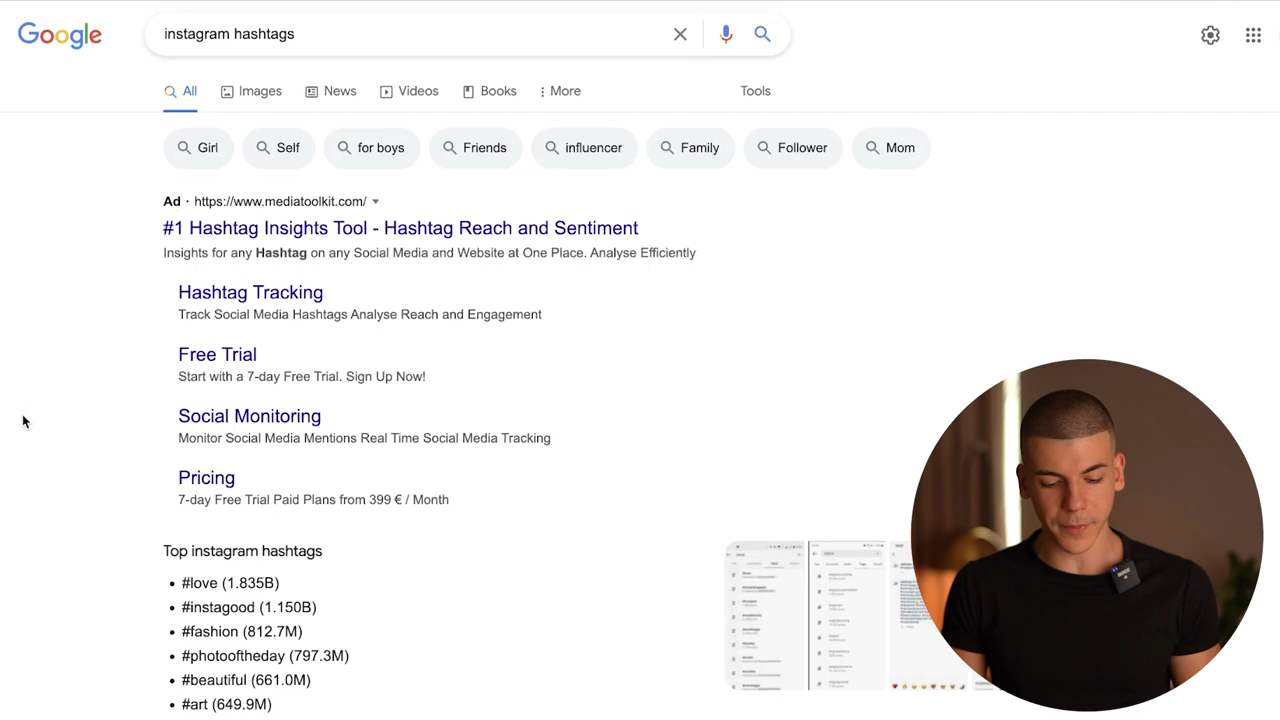 Google
instagram hashtags
All Images News Videos Books More Tools
Girl Self for boys Friends influencer Family Follower Mom
Ad · https://www.mediatoolkit.com/
#1 Hashtag Insights Tool - Hashtag Reach and Sentiment
Insights for any Hashtag on any Social Media and Website at One Place. Analyse Efficiently
Hashtag Tracking
Track Social Media Hashtags Analyse Reach and Engagement
Free Trial
Start with a 7-day Free Trial. Sign Up Now!
Social Monitoring
Monitor Social Media Mentions Real Time Social Media Tracking
Pricing
7-day Free Trial Paid Plans from 399 € / Month
Top instagram hashtags
• #love (1.835B)
• #instagood (1.150B)
• #fashion (812.7M)
• #photooftheday (797.3M)
• #beautiful (661.0M)
• #art (649.9M)